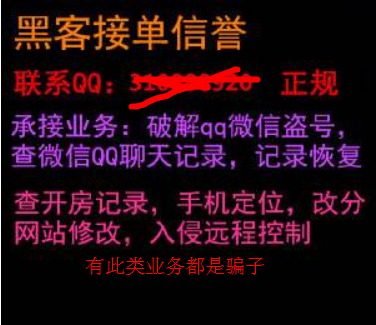 黑客接单信誉
联系QQ： 正规
承接业务：破解qq微信盗号，
查微信QQ聊天记录，记录恢复
查开房记录，手机定位，改分
网站修改，入侵远程控制
有此类业务都是骗子